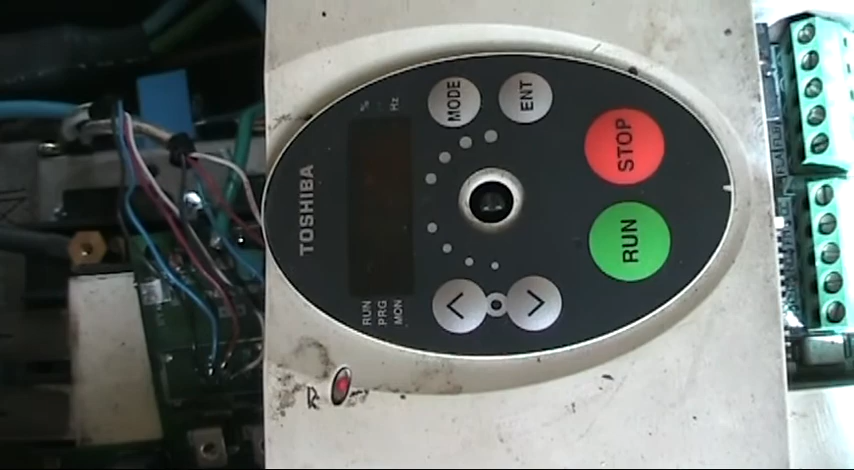 % Hz
MODE
ENT
STOP
TOSHIBA
RUN
RUN
PRG
MON